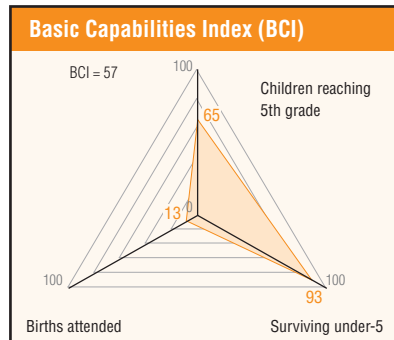 Basic Capabilities Index (BCI)
BCI = 57
100
Children reaching
5th grade
65
0
13
100
100
93
Births attended
Surviving under-5